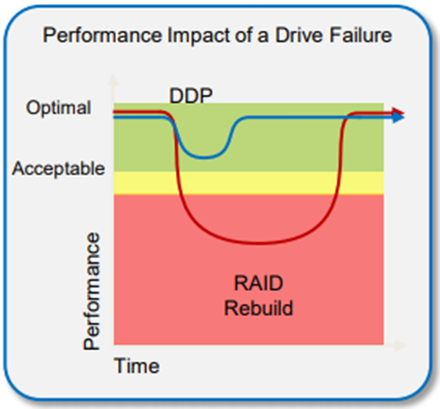 Performance Impact of a Drive Failure
DDP
Optimal
Acceptable
Performance
RAID
Rebuild
Time